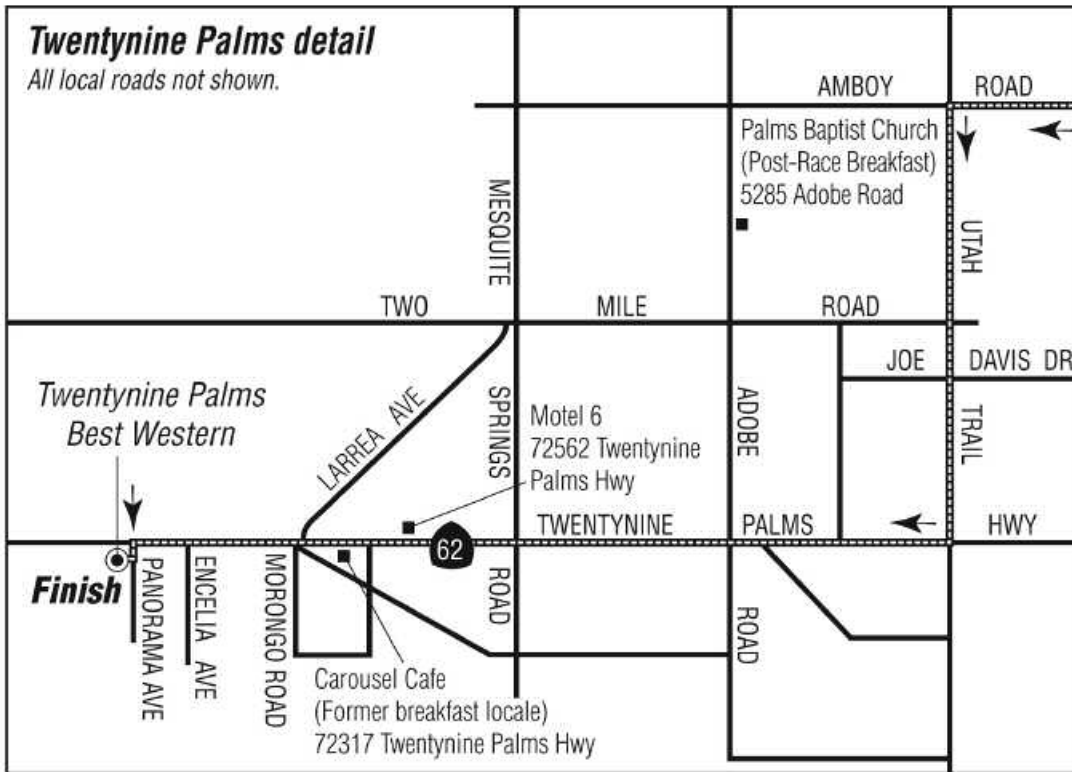 Twentynine Palms detail
All local roads not shown.
AMBOY ROAD
Palms Baptist Church
(Post-Race Breakfast)
5285 Adobe Road
MESQUITE
UTAH
TWO MILE ROAD
JOE DAVIS DR
Twentynine Palms
Best Western
LARREA AVE
SPRINGS
Motel 6
72562 Twentynine
Palms Hwy
ADOBE
TRAIL
TWENTYNINE PALMS HWY
62
Finish
PANORAMA AVE
ENCELIA AVE
MORONGO ROAD
ROAD
ROAD
Carousel Cafe
(Former breakfast locale)
72317 Twentynine Palms Hwy